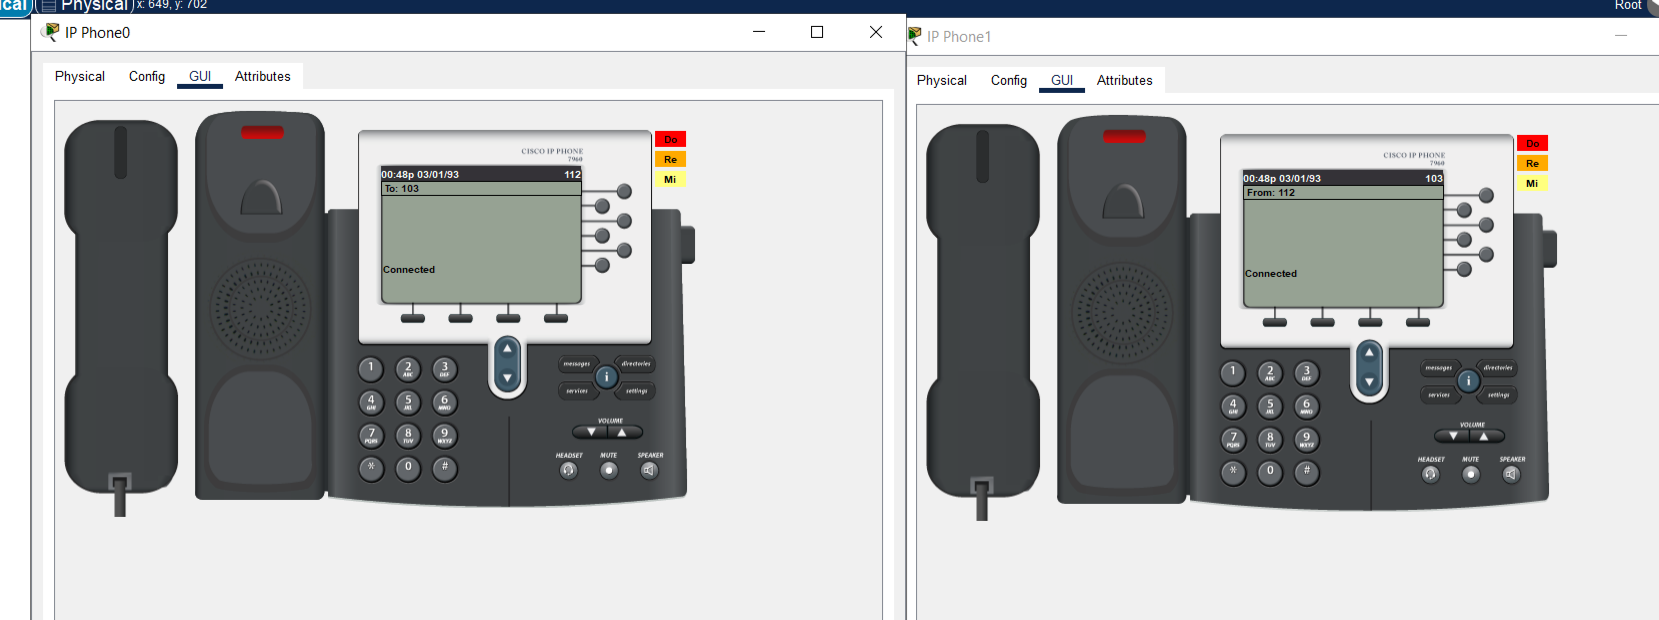 ical Physical x: 649, y: 702 Root
IP Phone0
Physical Config GUI Attributes
CISCO IP PHONE
7960
00:48p 03/01/93 112
To: 103
Connected
Do
Re
Mi
1 2 ABC 3 DEF
4 GHI 5 JKL 6 MNO
7 PQRS 8 TUV 9 WXYZ
* 0 #
messages directories
i
services settings
VOLUME
HEADSET MUTE SPEAKER
IP Phone1
Physical Config GUI Attributes
CISCO IP PHONE
7960
00:48p 03/01/93 103
From: 112
Connected
Do
Re
Mi
1 2 ABC 3 DEF
4 GHI 5 JKL 6 MNO
7 PQRS 8 TUV 9 WXYZ
* 0 #
messages directories
i
services settings
VOLUME
HEADSET MUTE SPEAKER